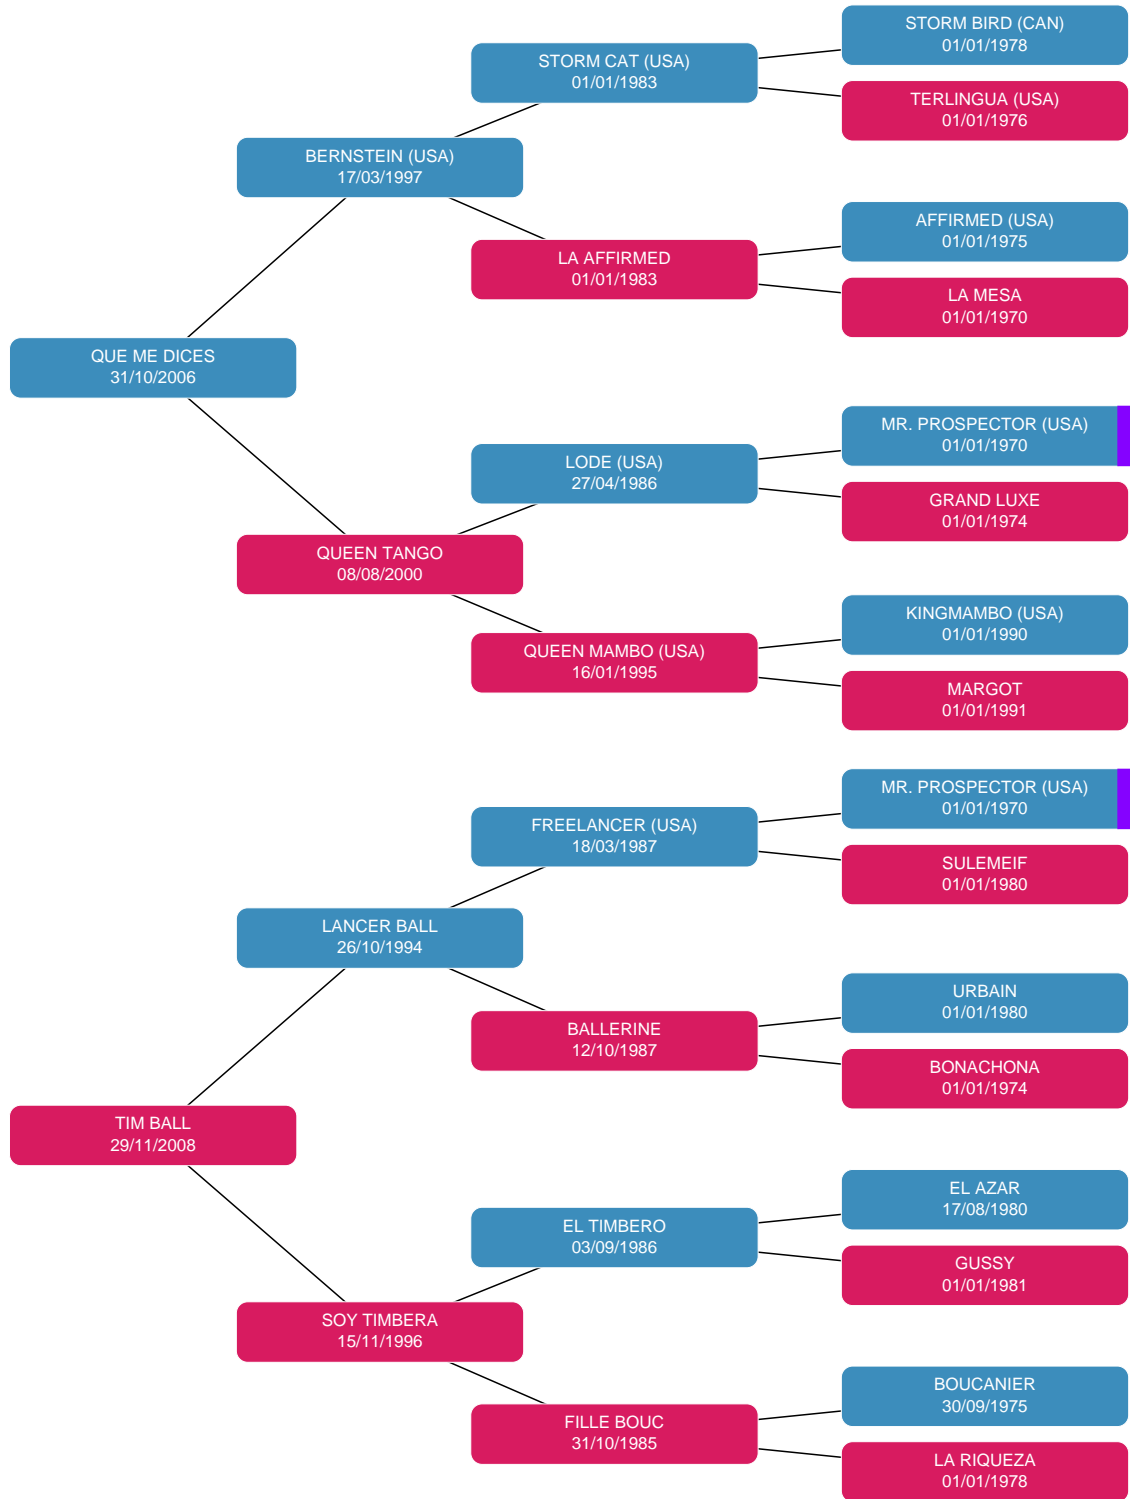 STORM BIRD (CAN)
01/01/1978
STORM CAT (USA)
01/01/1983
TERLINGUA (USA)
01/01/1976
BERNSTEIN (USA)
17/03/1997
AFFIRMED (USA)
01/01/1975
LA AFFIRMED
01/01/1983
LA MESA
01/01/1970
QUE ME DICES
31/10/2006
MR. PROSPECTOR (USA)
01/01/1970
LODE (USA)
27/04/1986
GRAND LUXE
01/01/1974
QUEEN TANGO
08/08/2000
KINGMAMBO (USA)
01/01/1990
QUEEN MAMBO (USA)
16/01/1995
MARGOT
01/01/1991
MR. PROSPECTOR (USA)
01/01/1970
FREELANCER (USA)
18/03/1987
SULEMEIF
01/01/1980
LANCER BALL
26/10/1994
URBAIN
01/01/1980
BALLERINE
12/10/1987
BONACHONA
01/01/1974
TIM BALL
29/11/2008
EL AZAR
17/08/1980
EL TIMBERO
03/09/1986
GUSSY
01/01/1981
SOY TIMBERA
15/11/1996
BOUCANIER
30/09/1975
FILLE BOUC
31/10/1985
LA RIQUEZA
01/01/1978